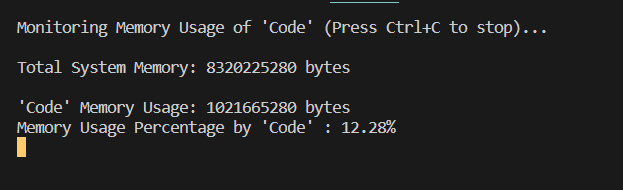 Monitoring Memory Usage of 'Code' (Press Ctrl+C to stop)...
Total System Memory: 8320225280 bytes
'Code' Memory Usage: 1021665280 bytes
Memory Usage Percentage by 'Code' : 12.28%